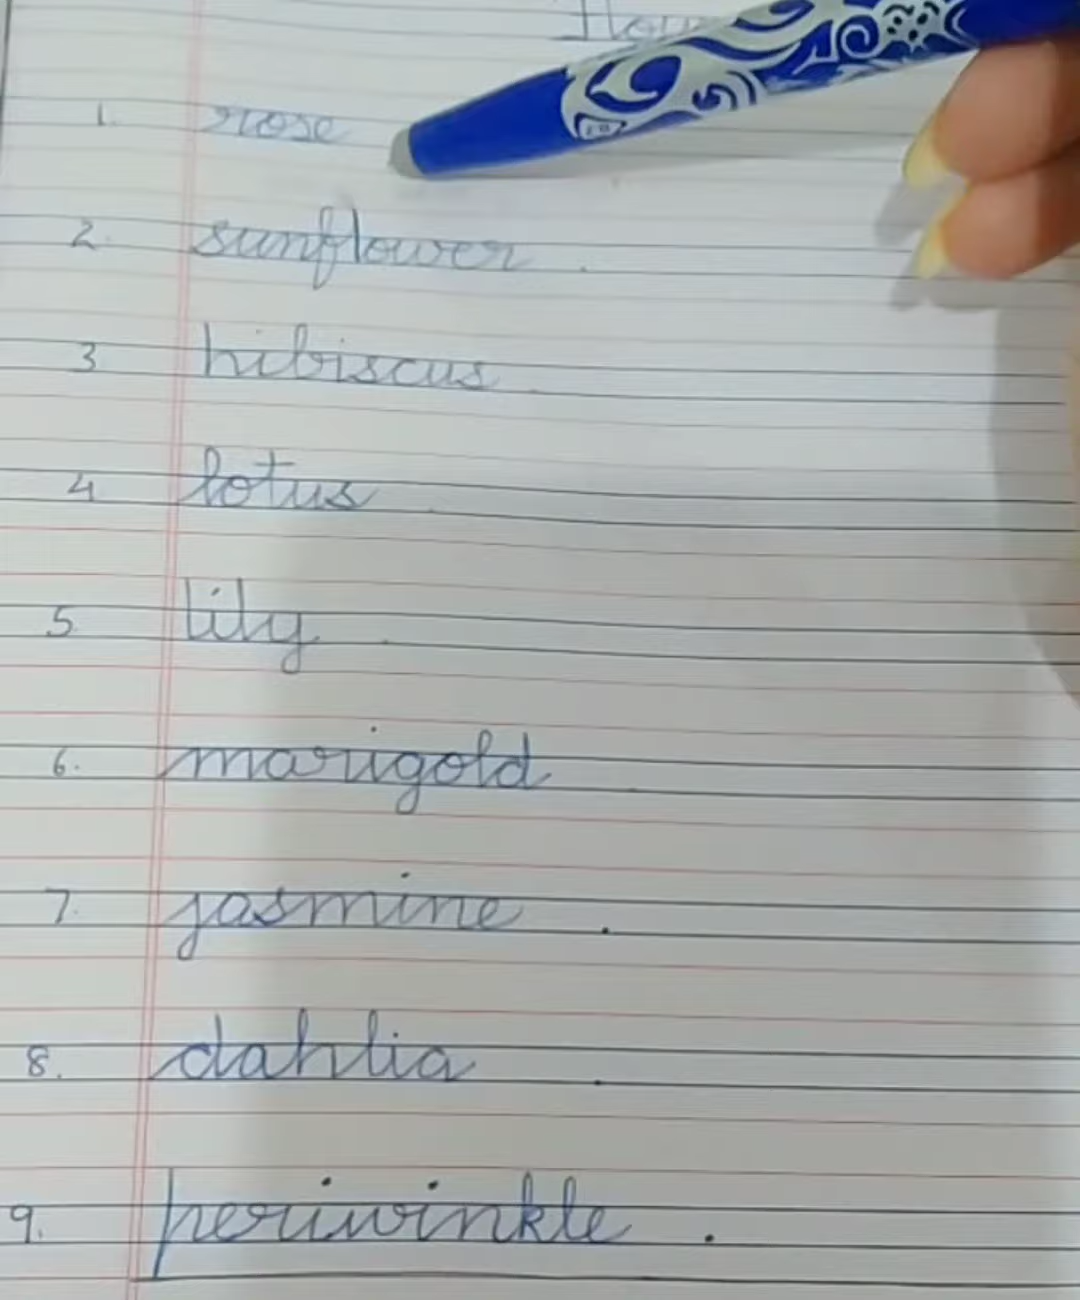 1. rose
2. sunflower
3 hibiscus
4 lotus
5 lily
6. marigold
7. jasmine
8. dahlia
9. periwinkle